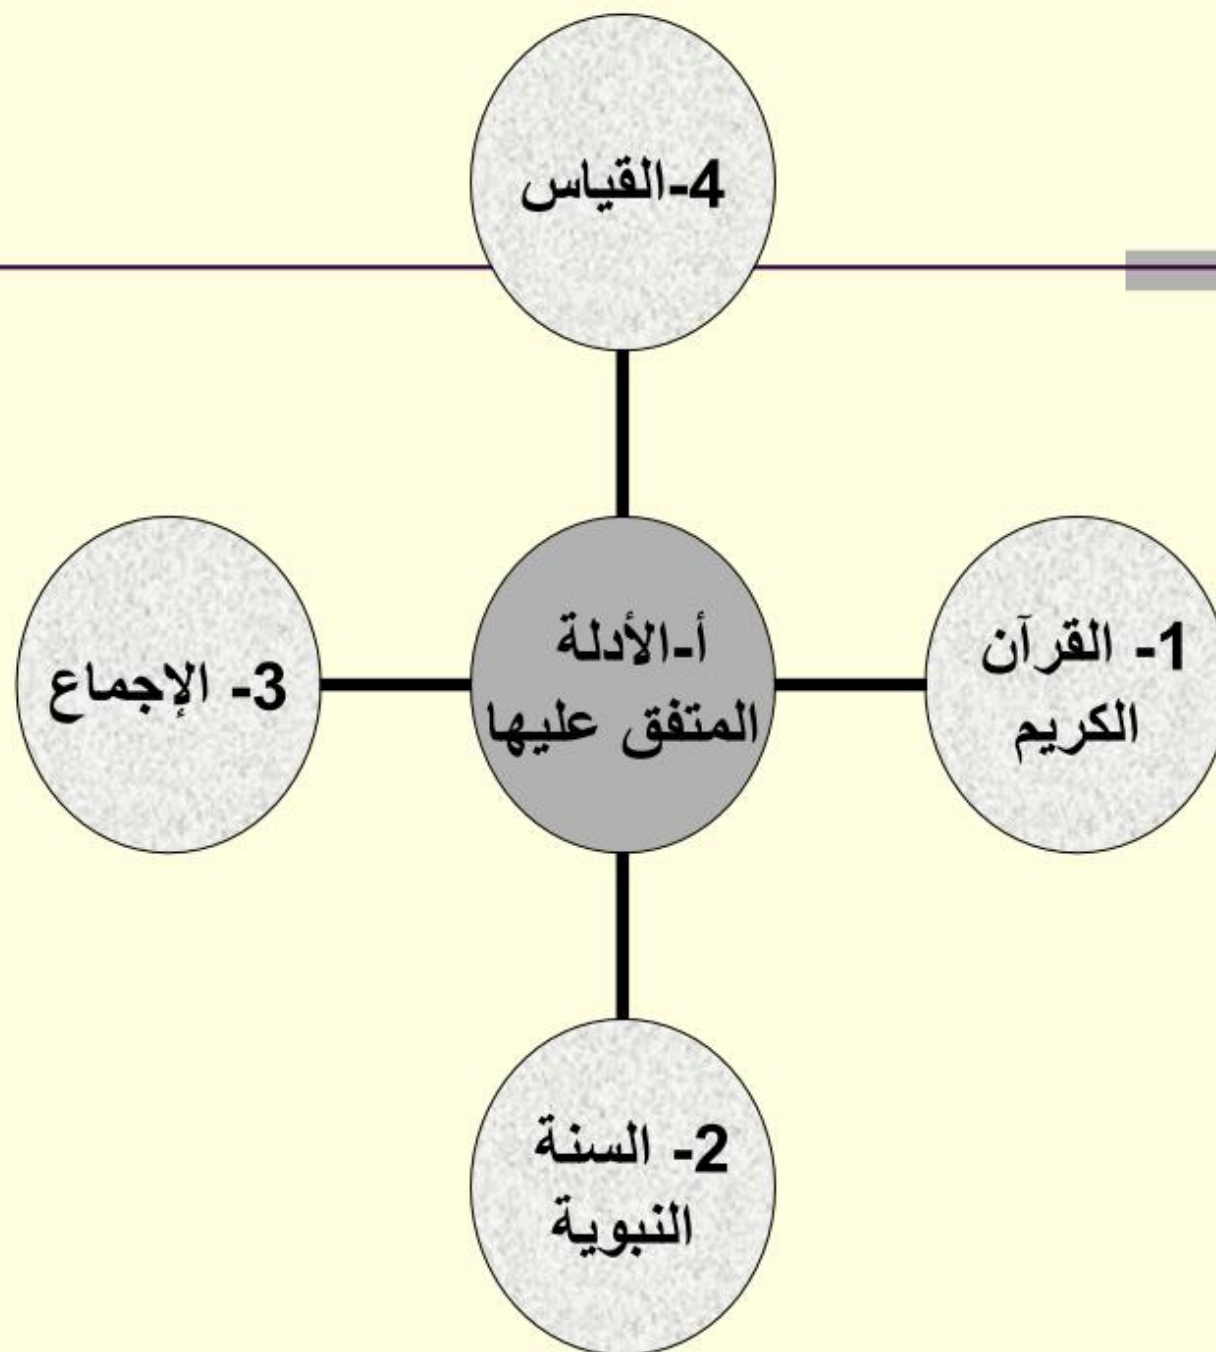 4-القياس
أ-الأدلة
المتفق عليها
1- القرآن
الكريم
2- السنة
النبوية
3- الإجماع